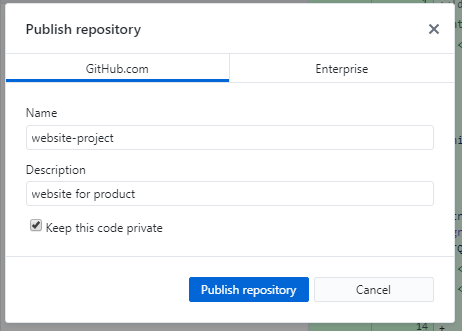 Publish repository
GitHub.com
Enterprise
Name
website-project
Description
website for product
Keep this code private
Publish repository
Cancel
14 +